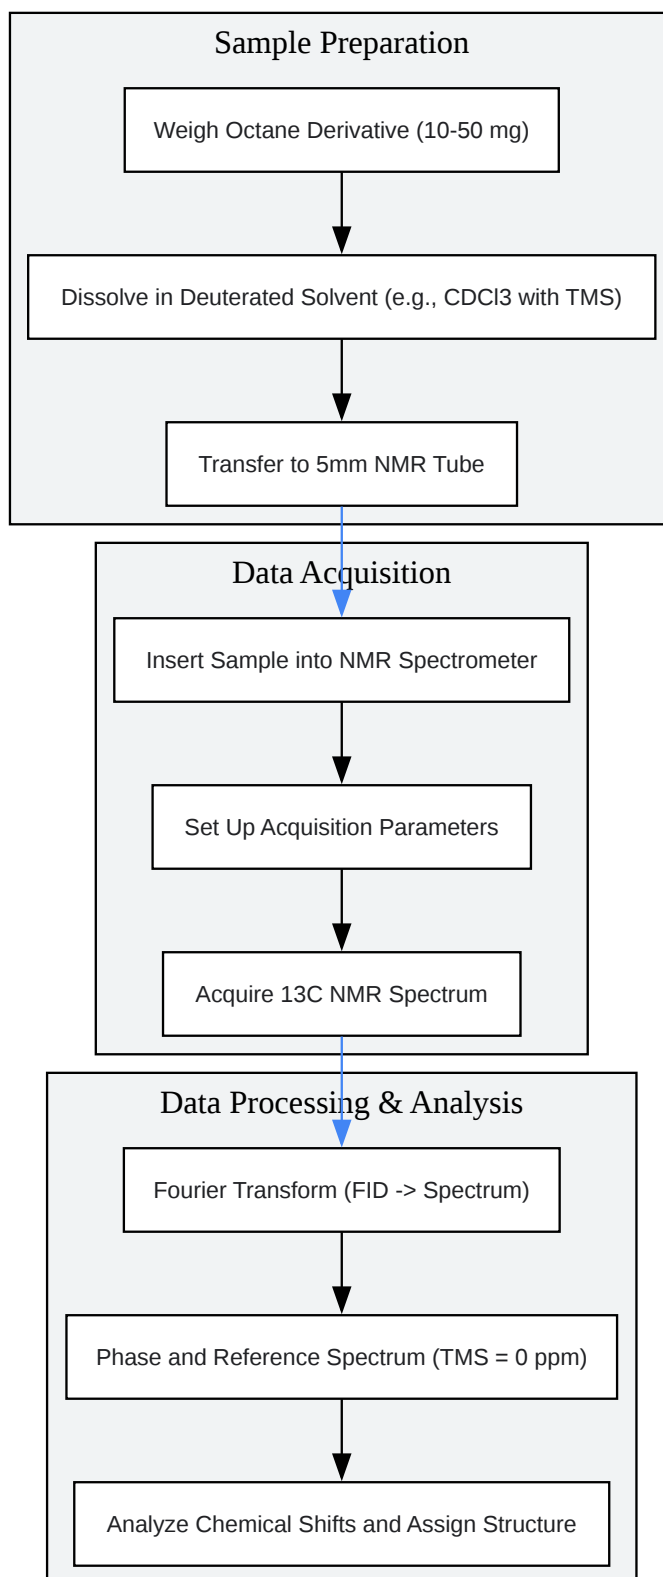 Sample Preparation
Weigh Octane Derivative (10-50 mg)
Dissolve in Deuterated Solvent (e.g., CDCl3 with TMS)
Transfer to 5mm NMR Tube
Data Acquisition
Insert Sample into NMR Spectrometer
Set Up Acquisition Parameters
Acquire 13C NMR Spectrum
Data Processing & Analysis
Fourier Transform (FID -> Spectrum)
Phase and Reference Spectrum (TMS = 0 ppm)
Analyze Chemical Shifts and Assign Structure